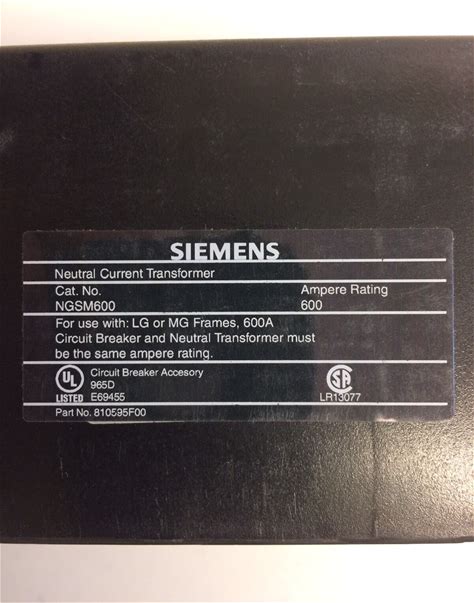 SIEMENS
Neutral Current Transformer
Cat. No. Ampere Rating
NGSM600 600
For use with: LG or MG Frames, 600A
Circuit Breaker and Neutral Transformer must
be the same ampere rating.
UL Circuit Breaker Accesory
965D SA
LISTED E69455 LR13077
Part No. 810595F00